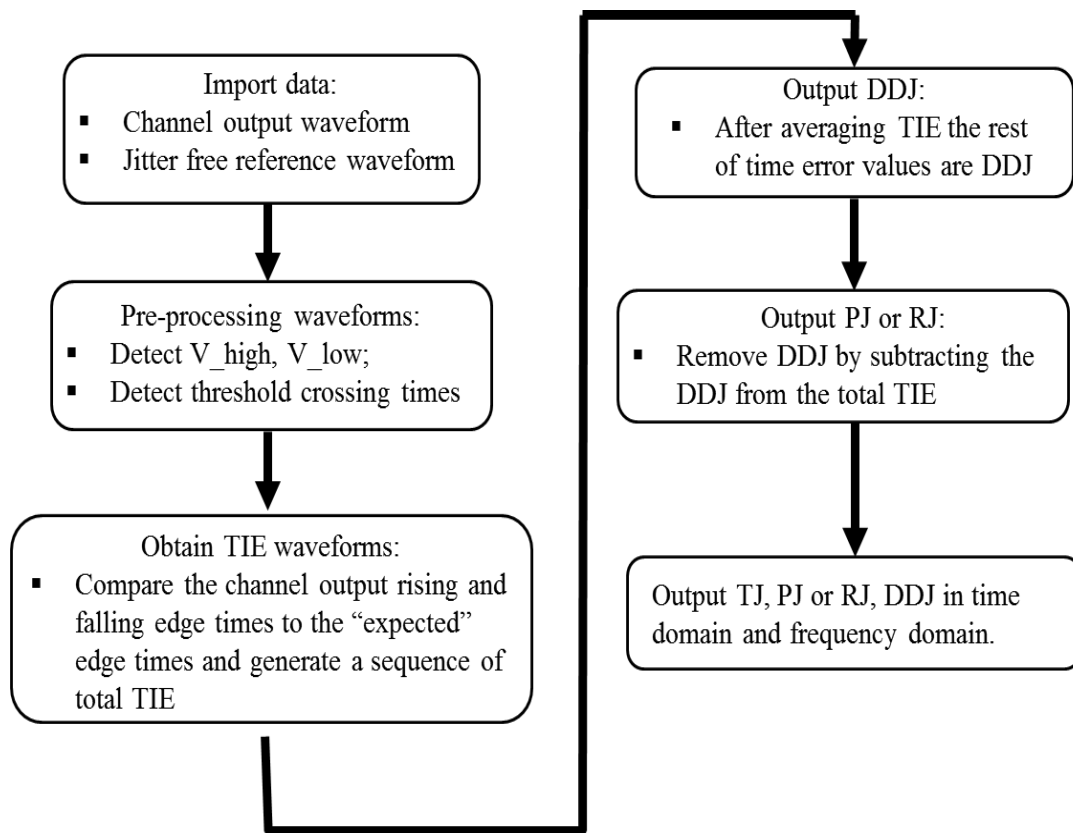 Import data:
▪ Channel output waveform
▪ Jitter free reference waveform
Pre-processing waveforms:
▪ Detect V_high, V_low;
▪ Detect threshold crossing times
Obtain TIE waveforms:
▪ Compare the channel output rising and
falling edge times to the “expected”
edge times and generate a sequence of
total TIE
Output DDJ:
▪ After averaging TIE the rest
of time error values are DDJ
Output PJ or RJ:
▪ Remove DDJ by subtracting the
DDJ from the total TIE
Output TJ, PJ or RJ, DDJ in time
domain and frequency domain.